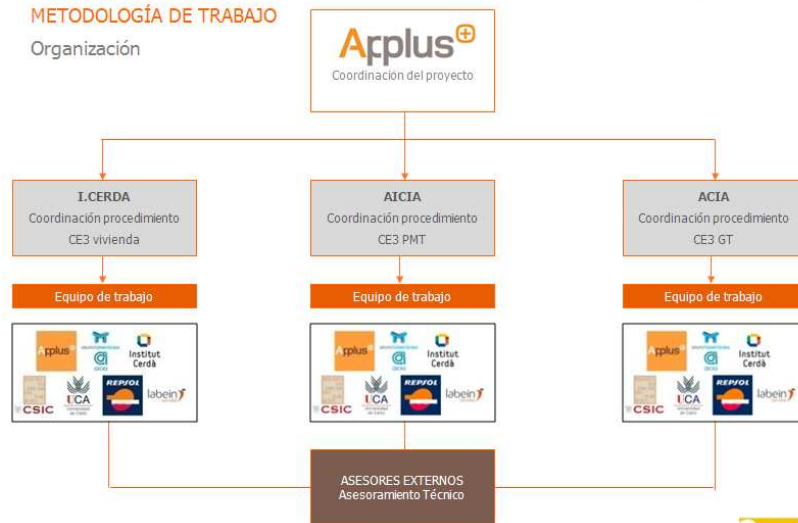 METODOLOGÍA DE TRABAJO
Organización
Applus+
Coordinación del proyecto
I.CERDA
Coordinación procedimiento
CE3 vivienda
AICIA
Coordinación procedimiento
CE3 PMT
ACIA
Coordinación procedimiento
CE3 GT
Equipo de trabajo
Equipo de trabajo
Equipo de trabajo
Applus
Institut
Cerdà
CSIC
UCA
REPSOL
labein
Applus
Institut
Cerdà
CSIC
UCA
REPSOL
labein
Applus
Institut
Cerdà
CSIC
UCA
REPSOL
labein
ASESORES EXTERNOS
Asesoramiento Técnico